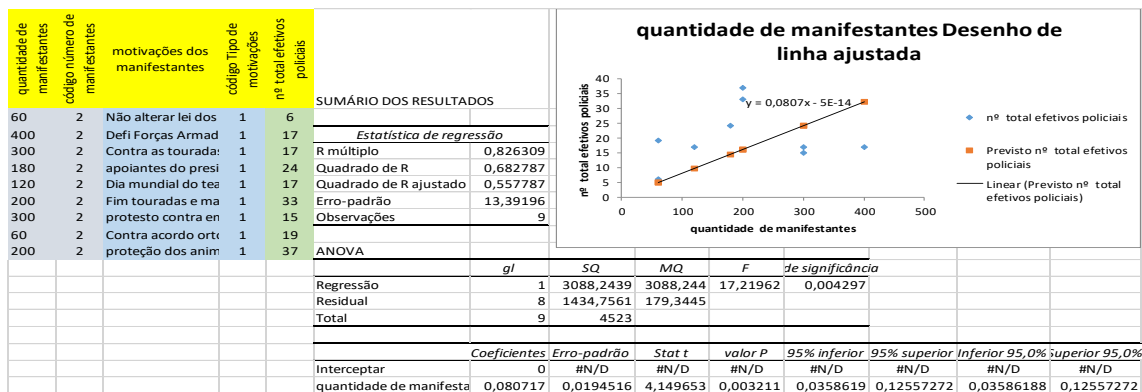 quantidade de manifestantes
código número de manifestantes
motivações dos manifestantes
código Tipo de motivações
nº total efetivos policiais
60 2 Não alterar lei dos 1 6
400 2 Defi Forças Armad 1 17
300 2 Contra as touradas 1 17
180 2 apoiantes do presi 1 24
120 2 Dia mundial do tea 1 17
200 2 Fim touradas e ma 1 33
300 2 protesto contra en 1 15
60 2 Contra acordo orto 1 19
200 2 proteção dos anim 1 37
SUMÁRIO DOS RESULTADOS
Estatística de regressão
R múltiplo 0,826309
Quadrado de R 0,682787
Quadrado de R ajustado 0,557787
Erro-padrão 13,39196
Observações 9
quantidade de manifestantes Desenho de
linha ajustada
nº total efetivos policiais
40
35
30
25
20
15
10
5
0
y = 0,0807x - 5E-14
0 100 200 300 400 500
quantidade de manifestantes
nº total efetivos policiais
Previsto nº total efetivos
policiais
Linear (Previsto nº total
efetivos policiais)
ANOVA
gl SQ MQ F de significância
Regressão 1 3088,2439 3088,244 17,21962 0,004297
Residual 8 1434,7561 179,3445
Total 9 4523
Coeficientes Erro-padrão Stat t valor P 95% inferior 95% superior Inferior 95,0% Superior 95,0%
Interceptar 0 #N/D #N/D #N/D #N/D #N/D #N/D #N/D
quantidade de manifesta 0,080717 0,0194516 4,149653 0,003211 0,0358619 0,12557272 0,03586188 0,12557272